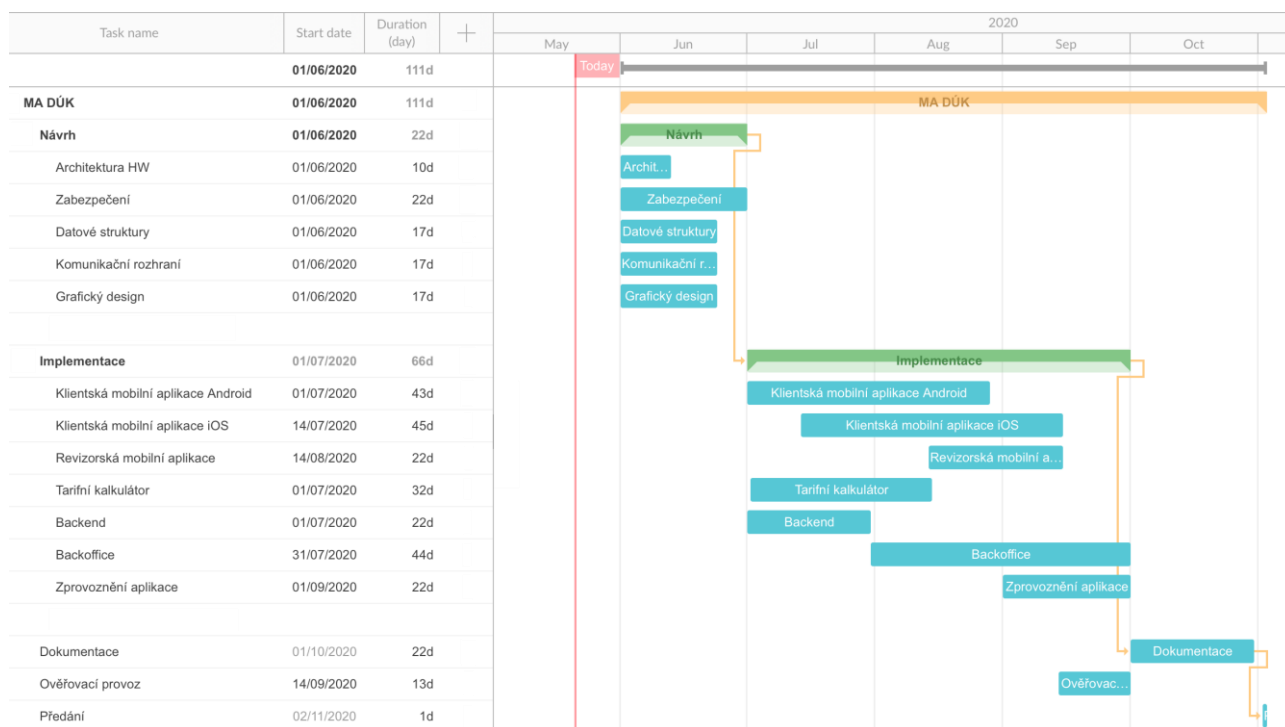 Task name Start date Duration (day) 2020
May Jun Jul Aug Sep Oct
01/06/2020 111d Today
MA DÚK 01/06/2020 111d MA DÚK
Návrh 01/06/2020 22d Návrh
Architektura HW 01/06/2020 10d Archit...
Zabezpečení 01/06/2020 22d Zabezpečení
Datové struktury 01/06/2020 17d Datové struktury
Komunikační rozhraní 01/06/2020 17d Komunikační r...
Grafický design 01/06/2020 17d Grafický design
Implementace 01/07/2020 66d Implementace
Klientská mobilní aplikace Android 01/07/2020 43d Klientská mobilní aplikace Android
Klientská mobilní aplikace iOS 14/07/2020 45d Klientská mobilní aplikace iOS
Revizorská mobilní aplikace 14/08/2020 22d Revizorská mobilní a...
Tarifní kalkulátor 01/07/2020 32d Tarifní kalkulátor
Backend 01/07/2020 22d Backend
Backoffice 31/07/2020 44d Backoffice
Zprovoznění aplikace 01/09/2020 22d Zprovoznění aplikace
Dokumentace 01/10/2020 22d Dokumentace
Ověřovací provoz 14/09/2020 13d Ověřovac...
Předání 02/11/2020 1d